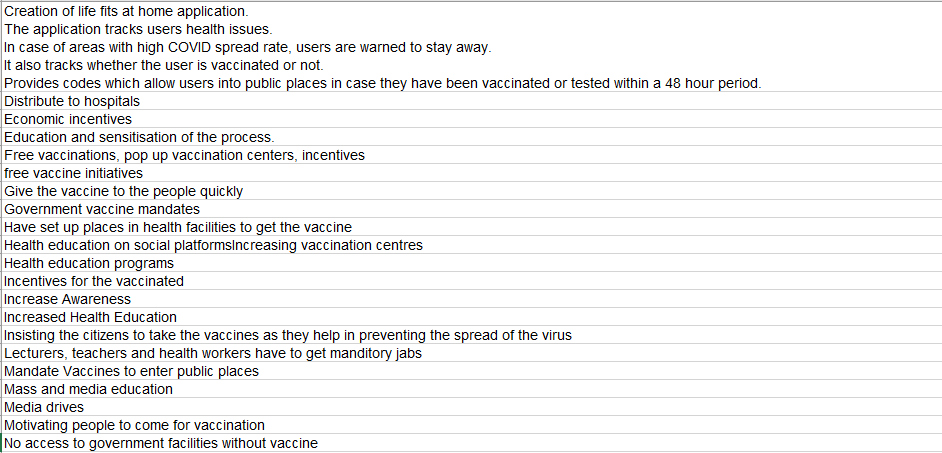 Creation of life fits at home application.
The application tracks users health issues.
In case of areas with high COVID spread rate, users are warned to stay away.
It also tracks whether the user is vaccinated or not.
Provides codes which allow users into public places in case they have been vaccinated or tested within a 48 hour period.
Distribute to hospitals
Economic incentives
Education and sensitisation of the process.
Free vaccinations, pop up vaccination centers, incentives
free vaccine initiatives
Give the vaccine to the people quickly
Government vaccine mandates
Have set up places in health facilities to get the vaccine
Health education on social platformsIncreasing vaccination centres
Health education programs
Incentives for the vaccinated
Increase Awareness
Increased Health Education
Insisting the citizens to take the vaccines as they help in preventing the spread of the virus
Lecturers, teachers and health workers have to get manditory jabs
Mandate Vaccines to enter public places
Mass and media education
Media drives
Motivating people to come for vaccination
No access to government facilities without vaccine